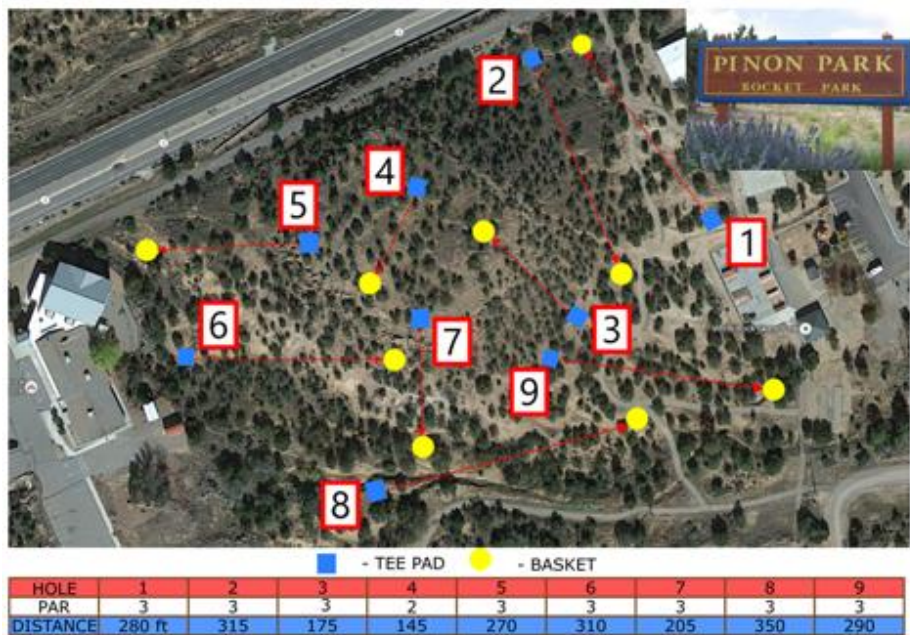 PINON PARK
ROCKET PARK
2
4
5
1
6
7
3
9
8
- TEE PAD
- BASKET
HOLE 1 2 3 4 5 6 7 8 9
PAR 3 3 3 2 3 3 3 3 3
DISTANCE 280 ft 315 175 145 270 310 205 350 290